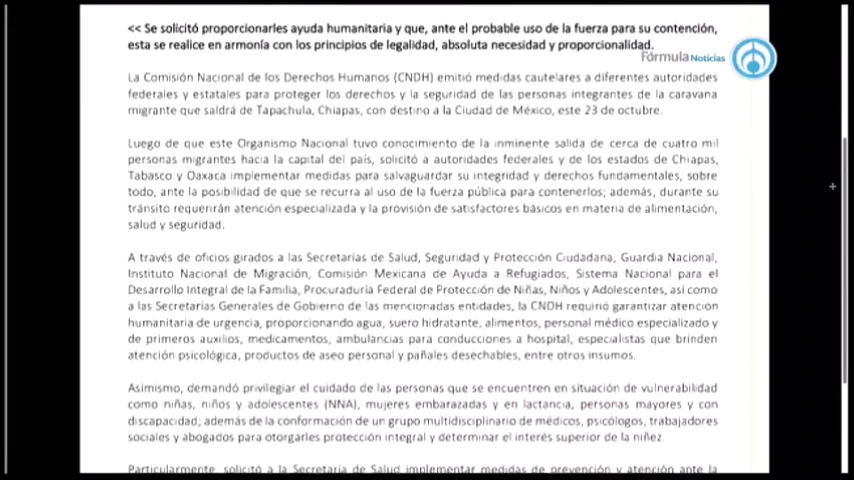 << Se solicitó proporcionarles ayuda humanitaria y que, ante el probable uso de la fuerza para su contención,
esta se realice en armonía con los principios de legalidad, absoluta necesidad y proporcionalidad.
Fórmula Noticias
La Comisión Nacional de los Derechos Humanos (CNDH) emitió medidas cautelares a diferentes autoridades
federales y estatales para proteger los derechos y la seguridad de las personas integrantes de la caravana
migrante que saldrá de Tapachula, Chiapas, con destino a la Ciudad de México, este 23 de octubre.
Luego de que este Organismo Nacional tuvo conocimiento de la inminente salida de cerca de cuatro mil
personas migrantes hacia la capital del país, solicitó a autoridades federales y de los estados de Chiapas,
Tabasco y Oaxaca implementar medidas para salvaguardar su integridad y derechos fundamentales, sobre
todo, ante la posibilidad de que se recurra al uso de la fuerza pública para contenerlos; además, durante su
tránsito requerirán atención especializada y la provisión de satisfactores básicos en materia de alimentación,
salud y seguridad.
A través de oficios girados a las Secretarías de Salud, Seguridad y Protección Ciudadana, Guardia Nacional,
Instituto Nacional de Migración, Comisión Mexicana de Ayuda a Refugiados, Sistema Nacional para el
Desarrollo Integral de la Familia, Procuraduría Federal de Protección de Niñas, Niños y Adolescentes, así como
a las Secretarías Generales de Gobierno de las mencionadas entidades, la CNDH requirió garantizar atención
humanitaria de urgencia, proporcionando agua, suero hidratante, alimentos, personal médico especializado y
de primeros auxilios, medicamentos, ambulancias para conducciones a hospital, especialistas que brinden
atención psicológica, productos de aseo personal y pañales desechables, entre otros insumos.
Asimismo, demandó privilegiar el cuidado de las personas que se encuentren en situación de vulnerabilidad
como niñas, niños y adolescentes (NNA), mujeres embarazadas y en lactancia, personas mayores y con
discapacidad; además de la conformación de un grupo multidisciplinario de médicos, psicólogos, trabajadores
sociales y abogados para otorgarles protección integral y determinar el interés superior de la niñez.
Particularmente, solicitó a la Secretaría de Salud implementar medidas de prevención y atención ante la